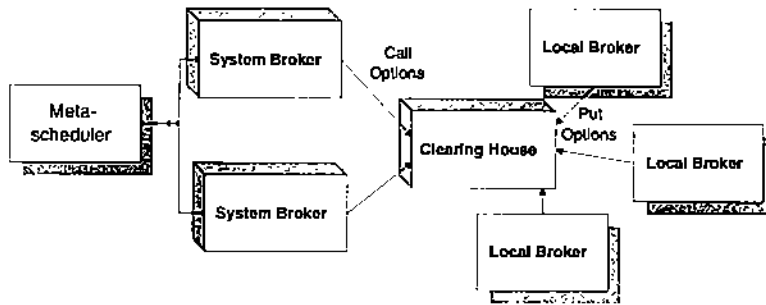 System Broker
Call
Options
Local Broker
Meta-
scheduler
Put
Options
Clearing House
Local Broker
System Broker
Local Broker